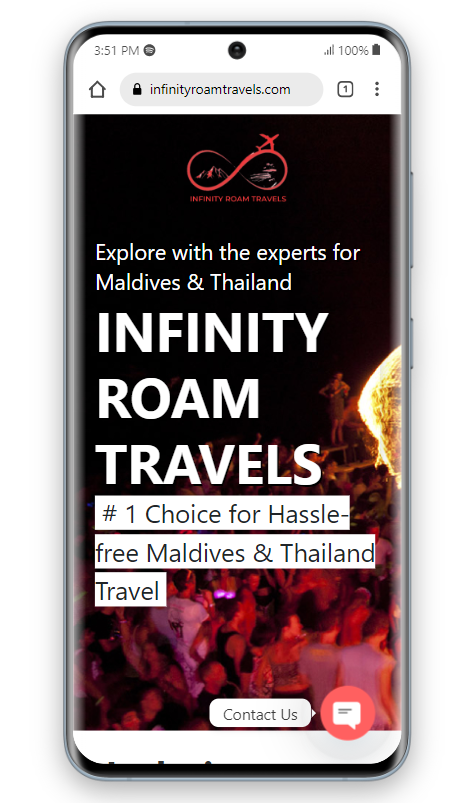 3:51 PM
100%
infinityroamtravels.com
1
INFINITY ROAM TRAVELS
Explore with the experts for
Maldives & Thailand
INFINITY
ROAM
TRAVELS
# 1 Choice for Hassle-
free Maldives & Thailand
Travel
Contact Us